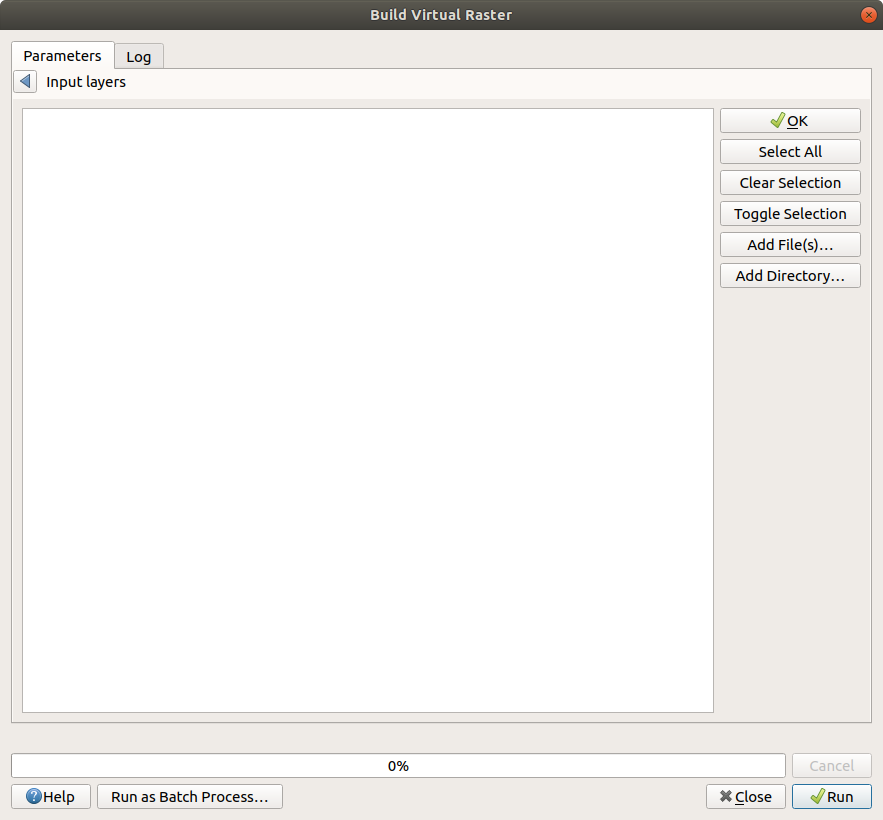 Build Virtual Raster
Parameters
Log
Input layers
OK
Select All
Clear Selection
Toggle Selection
Add File(s)...
Add Directory...
0%
Cancel
Help
Run as Batch Process...
Close
Run